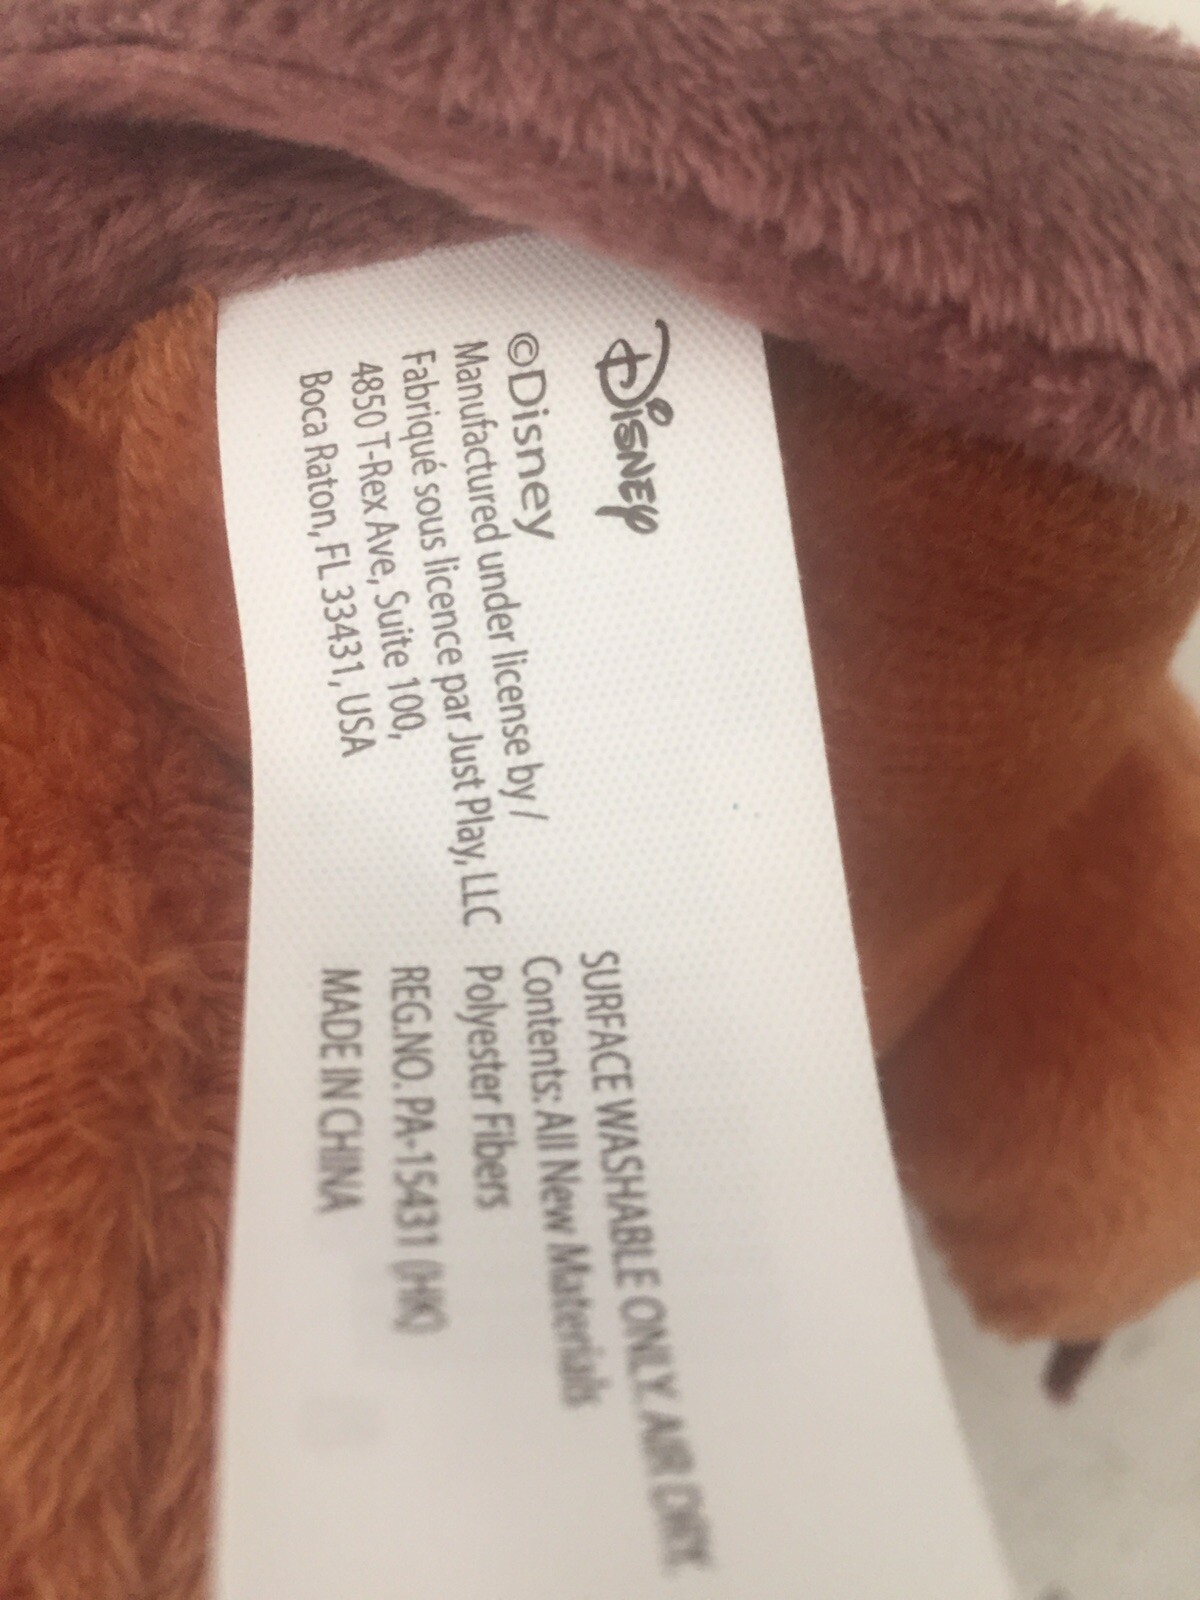 Disney
©Disney
Manufactured under license by /
Fabriqué sous licence par Just Play, LLC
4850 T-Rex Ave, Suite 100,
Boca Raton, FL 33431, USA
SURFACE WASHABLE ONLY. AIR DRY.
Contents: All New Materials
Polyester Fibers
REG.NO. PA-15431 (HK)
MADE IN CHINA